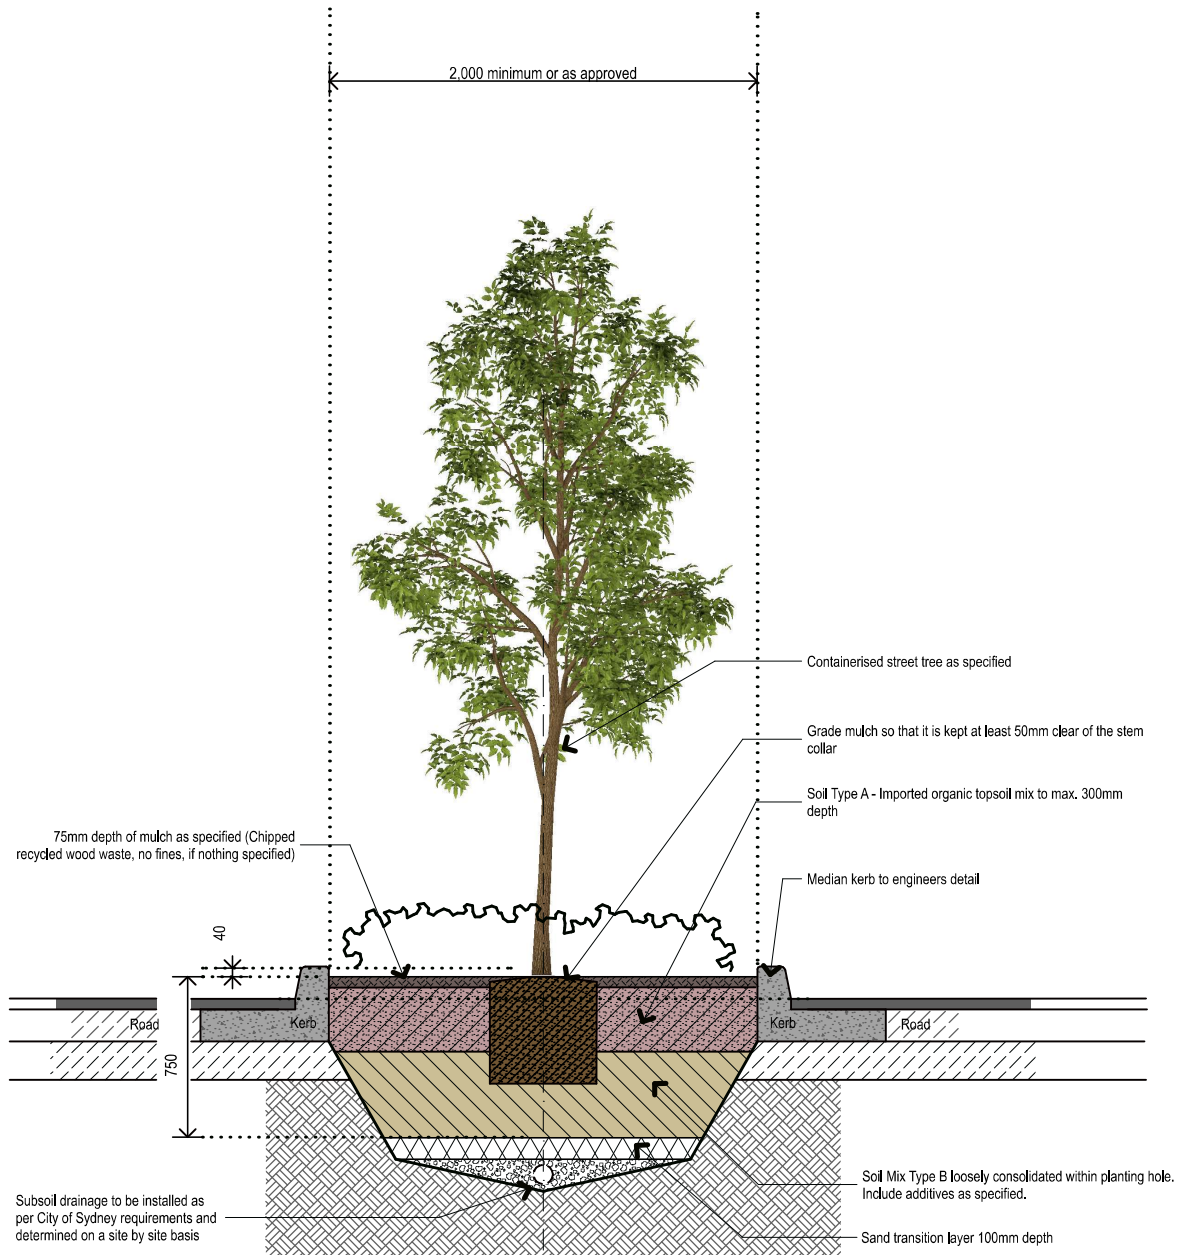 2,000 minimum or as approved
Containerised street tree as specified
Grade mulch so that it is kept at least 50mm clear of the stem
collar
Soil Type A - Imported organic topsoil mix to max. 300mm
depth
75mm depth of mulch as specified (Chipped
recycled wood waste, no fines, if nothing specified)
Median kerb to engineers detail
40
Road
Kerb
Kerb
Road
750
Soil Mix Type B loosely consolidated within planting hole.
Include additives as specified.
Subsoil drainage to be installed as
per City of Sydney requirements and
determined on a site by site basis
Sand transition layer 100mm depth